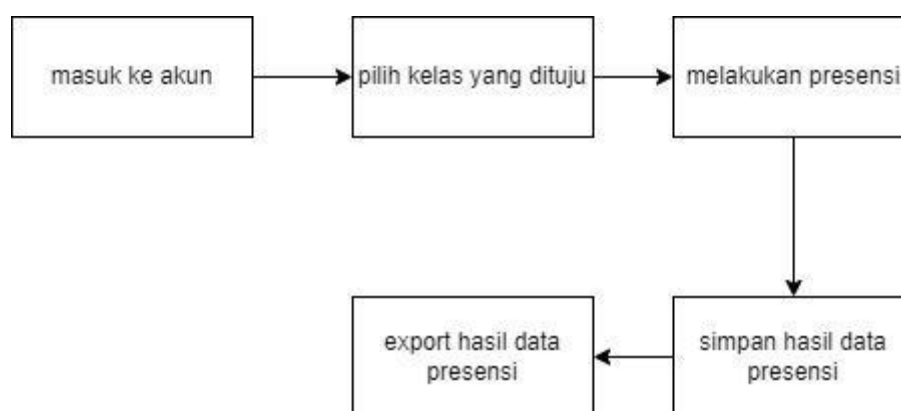 masuk ke akun
pilih kelas yang dituju
melakukan presensi
simpan hasil data
presensi
export hasil data
presensi